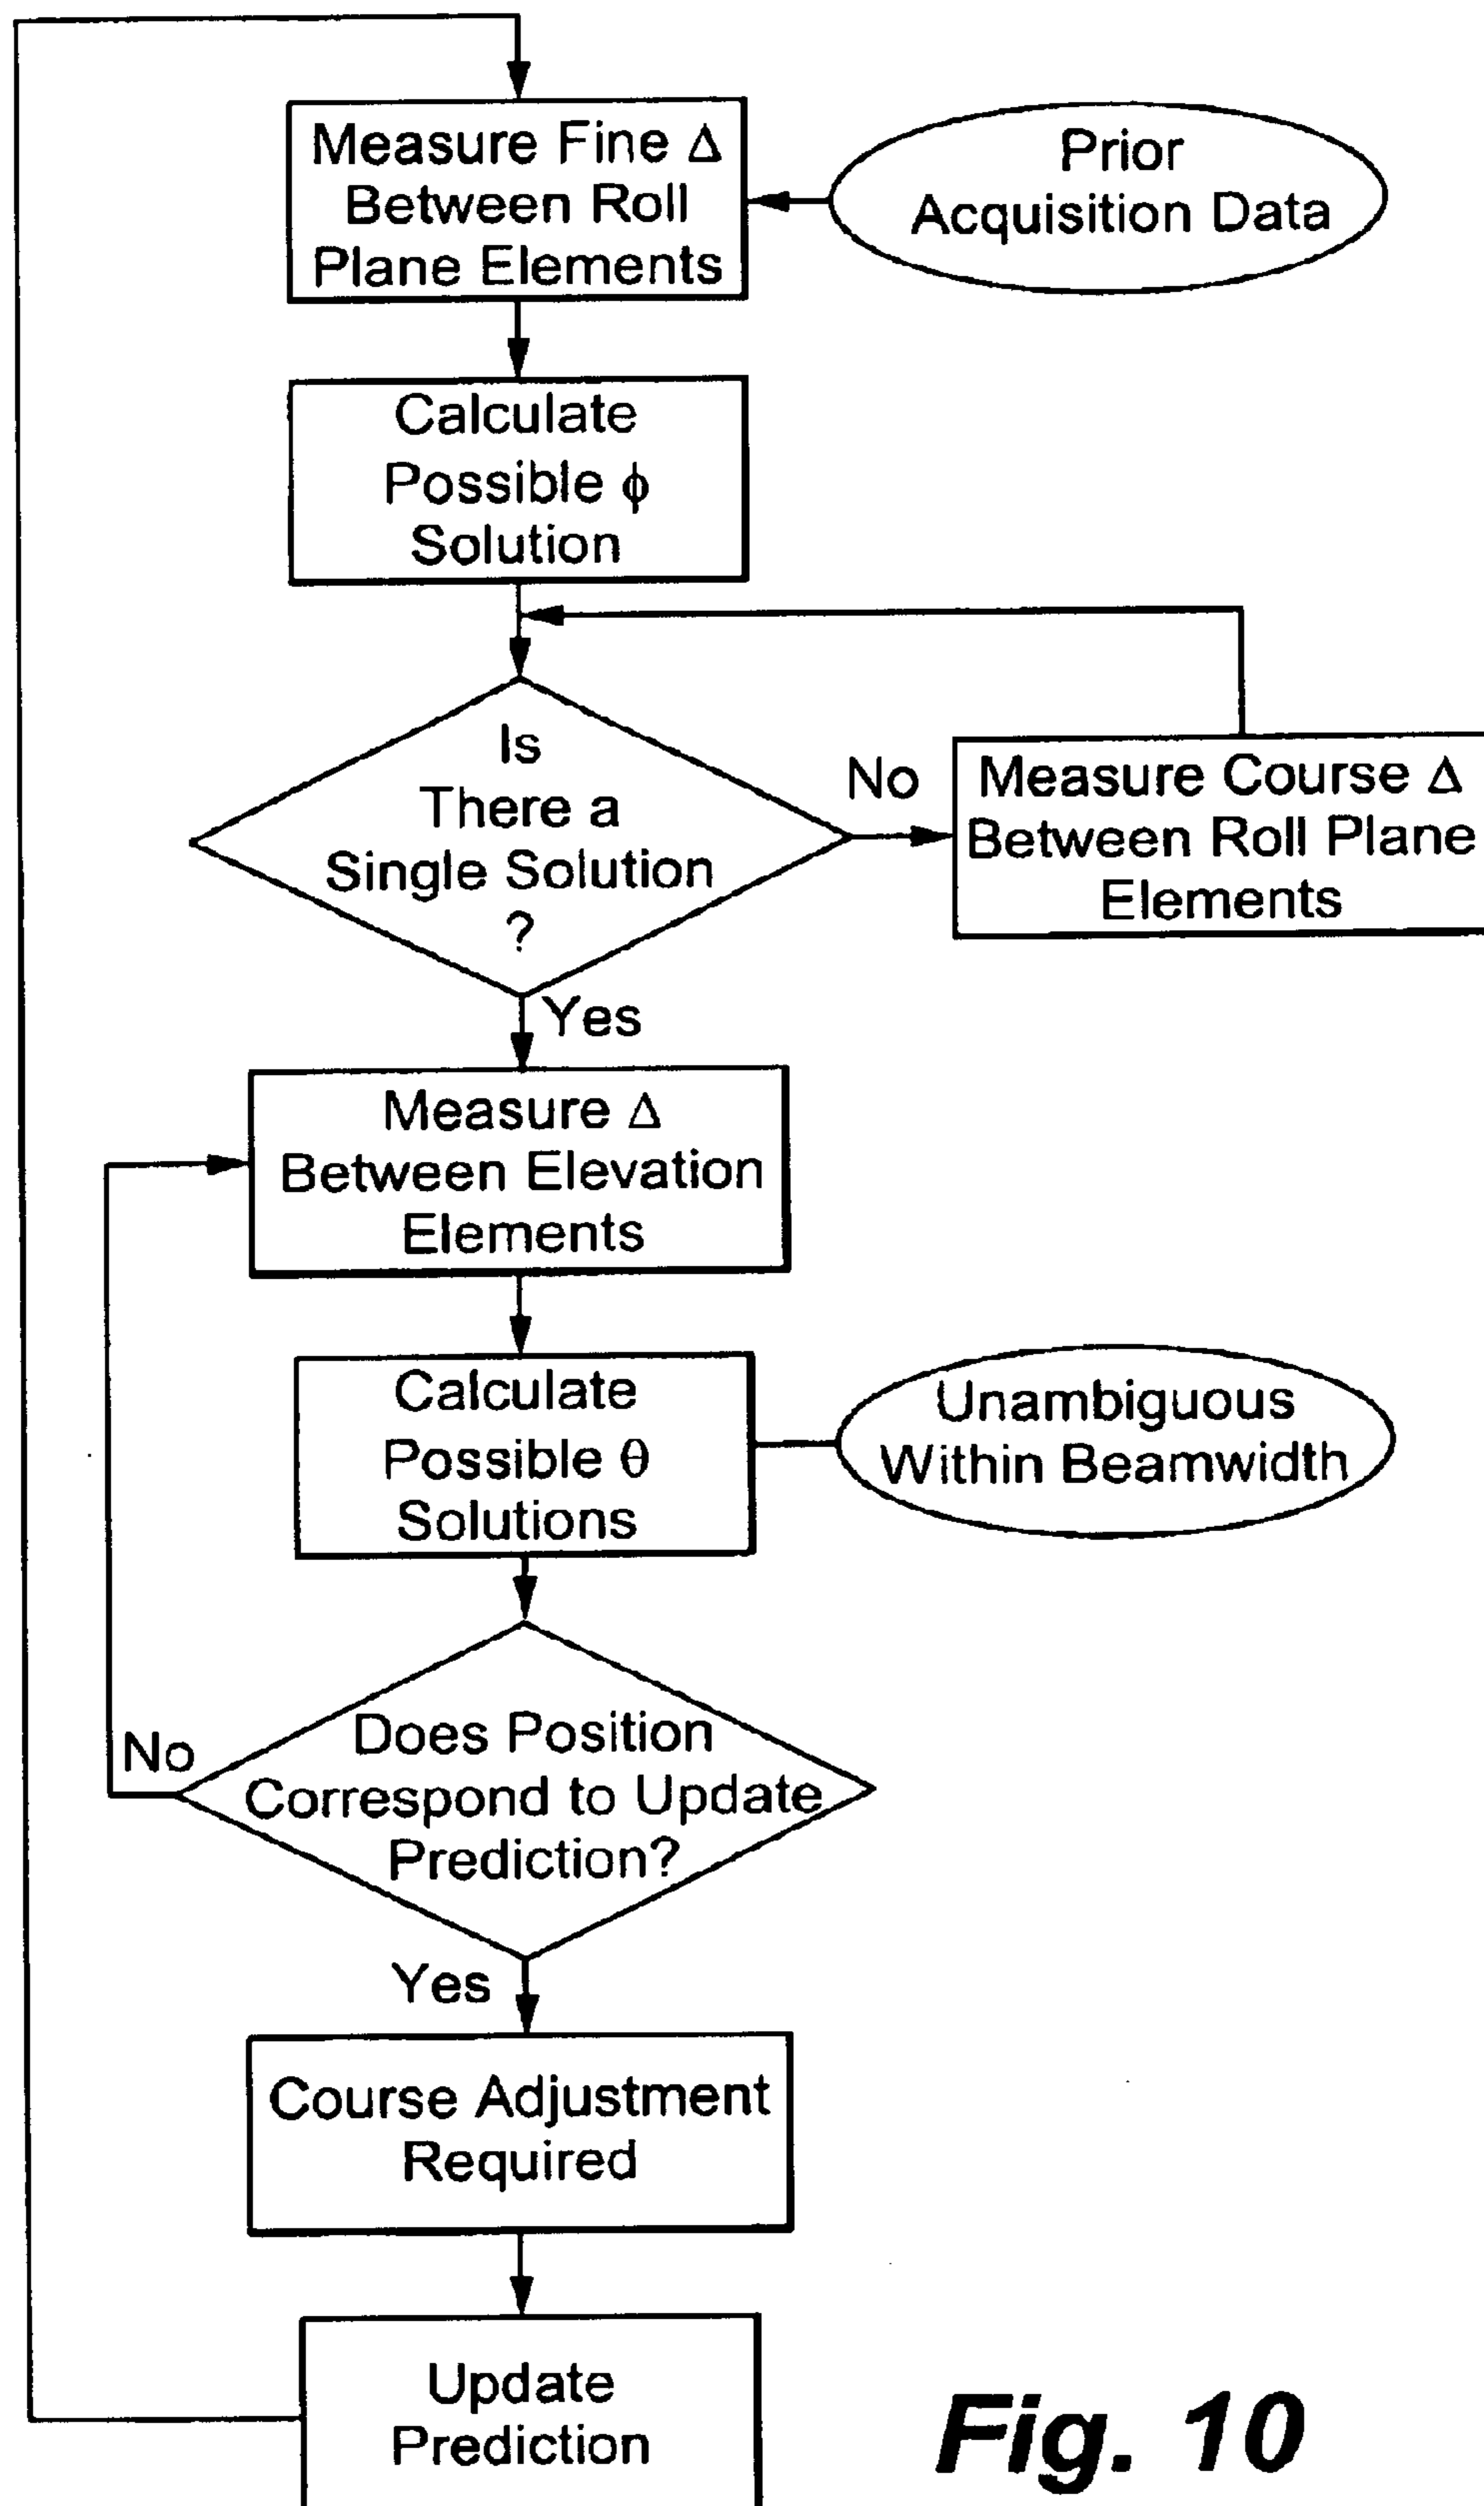 Measure Fine Δ
Between Roll
Plane Elements
Prior
Acquisition Data
Calculate
Possible ϕ
Solution
Is
There a
Single Solution
?
No
Measure Course Δ
Between Roll Plane
Elements
Yes
Measure Δ
Between Elevation
Elements
Calculate
Possible θ
Solutions
Unambiguous
Within Beamwidth
Does Position
Correspond to Update
Prediction?
No
Yes
Course Adjustment
Required
Update
Prediction
Fig. 10